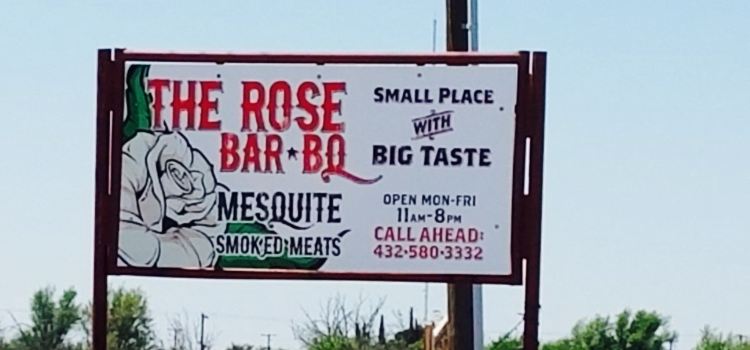 THE ROSE
BAR★BQ
MESQUITE
SMOKED MEATS
SMALL PLACE
WITH
BIG TASTE
OPEN MON-FRI
11AM-8PM
CALL AHEAD:
432·580·3332